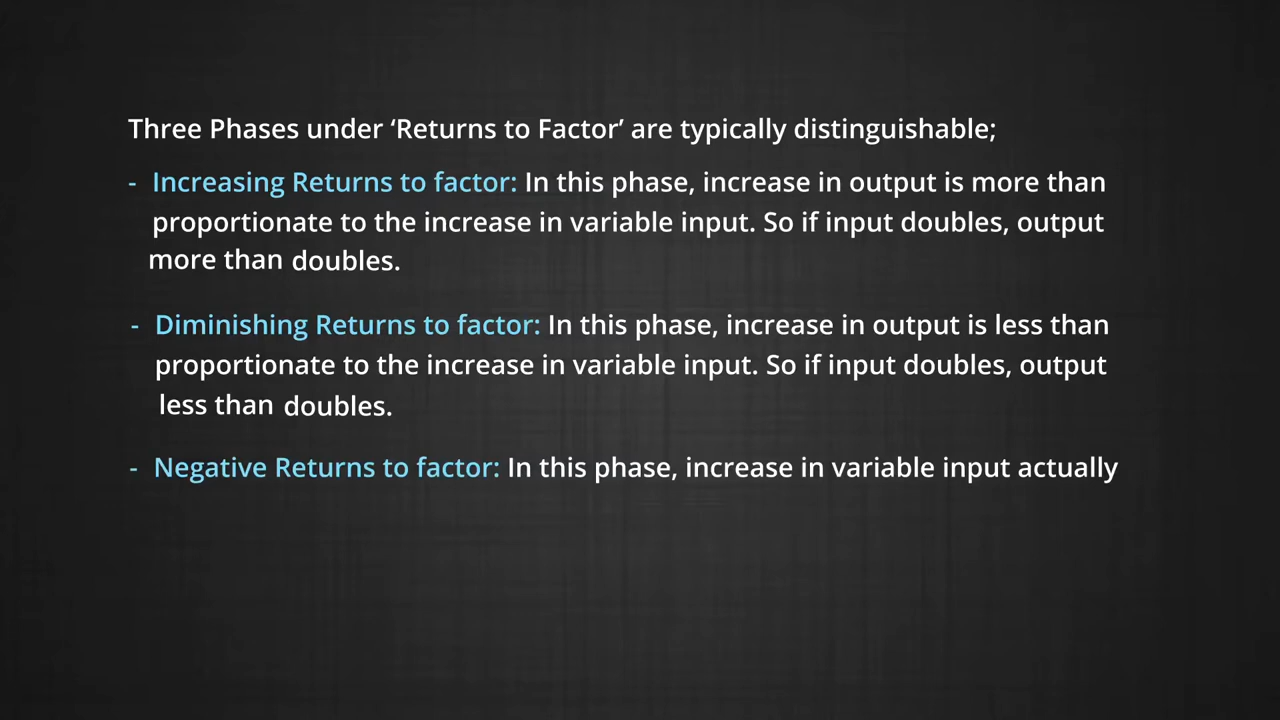 Three Phases under ‘Returns to Factor’ are typically distinguishable;
- Increasing Returns to factor: In this phase, increase in output is more than
proportionate to the increase in variable input. So if input doubles, output
more than doubles.
- Diminishing Returns to factor: In this phase, increase in output is less than
proportionate to the increase in variable input. So if input doubles, output
less than doubles.
- Negative Returns to factor: In this phase, increase in variable input actually